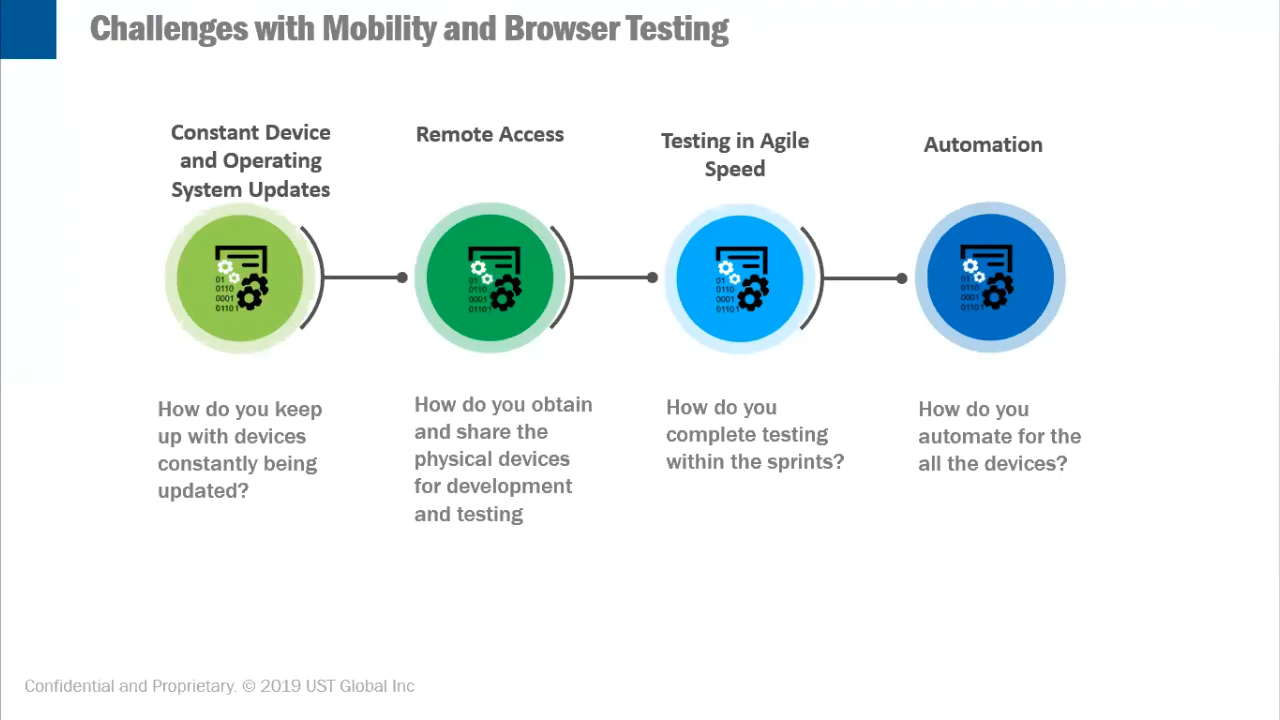 Challenges with Mobility and Browser Testing
Constant Device
and Operating
System Updates
Remote Access
Testing in Agile
Speed
Automation
01
0110
0001
01101
01
0110
0001
01101
01
0110
0001
01101
01
0110
0001
01101
How do you keep
up with devices
constantly being
updated?
How do you obtain
and share the
physical devices
for development
and testing
How do you
complete testing
within the sprints?
How do you
automate for the
all the devices?
Confidential and Proprietary. © 2019 UST Global Inc